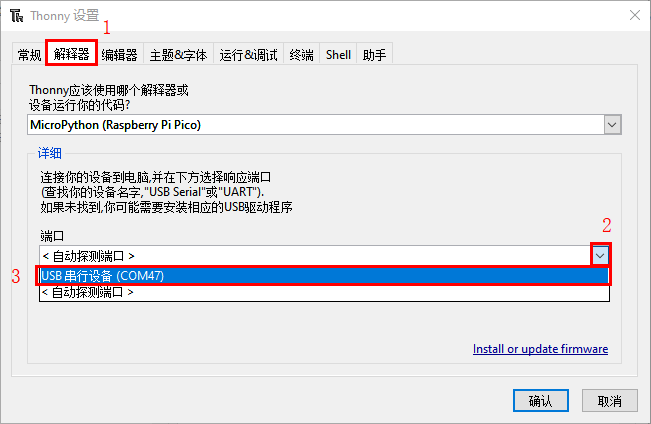 Thonny 设置
1
常规 解释器 编辑器 主题&字体 运行&调试 终端 Shell 助手
Thonny应该使用哪个解释器或
设备运行你的代码?
MicroPython (Raspberry Pi Pico)
详细
连接你的设备到电脑,并在下方选择响应端口
(查找你的设备名字,"USB Serial"或"UART").
如果未找到,你可能需要安装相应的USB驱动程序
2
端口
< 自动探测端口 >
3 USB 串行设备 (COM47)
< 自动探测端口 >
Install or update firmware
确认 取消